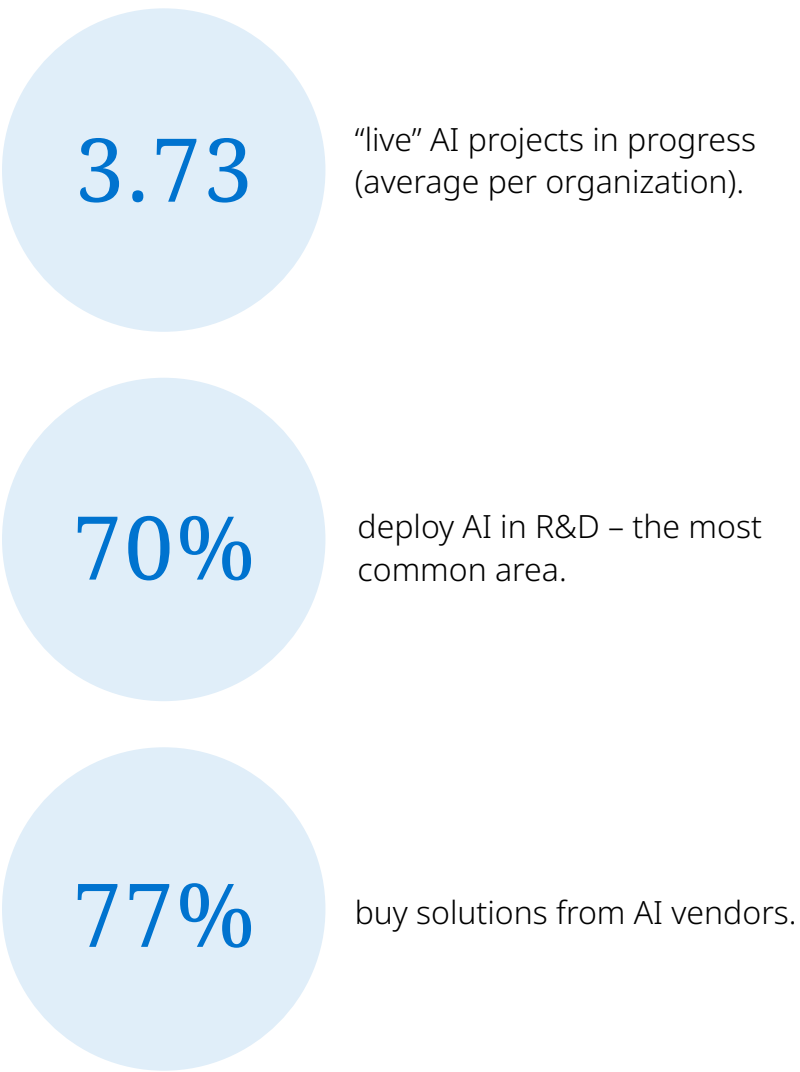 3.73
“live” AI projects in progress
(average per organization).
70%
deploy AI in R&D – the most
common area.
77%
buy solutions from AI vendors.